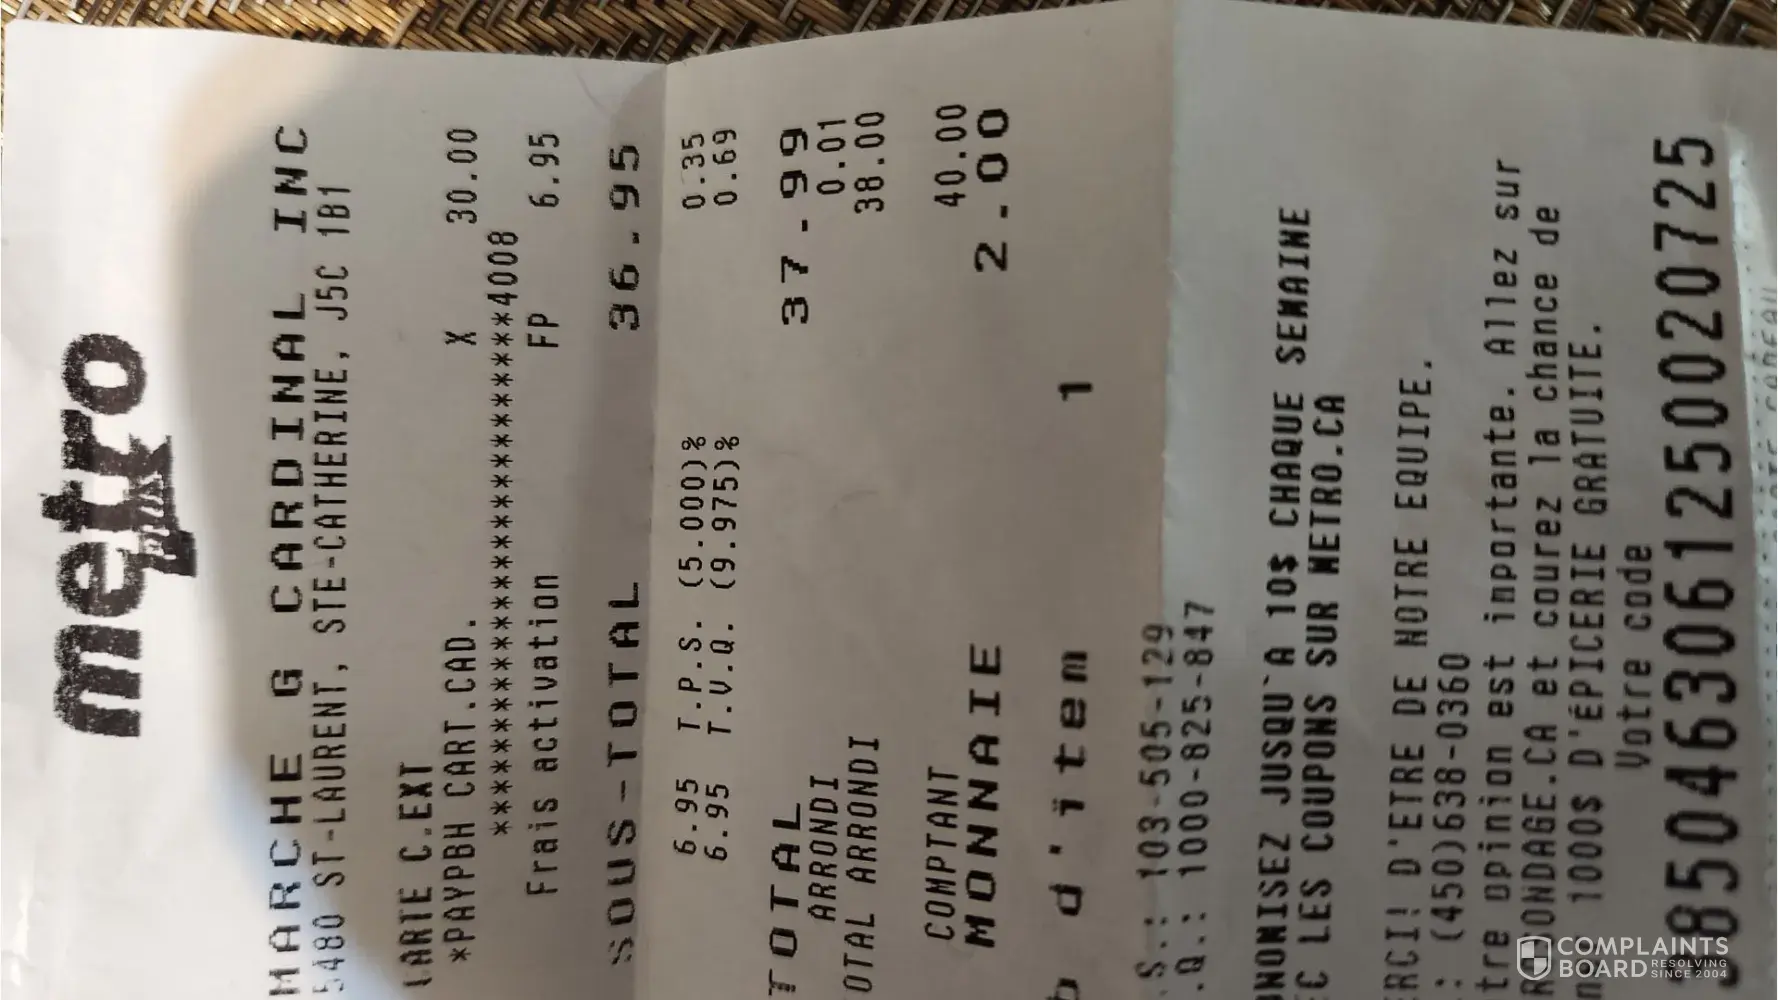 metro
MARCHE G CARDINAL INC
5480 ST-LAURENT, STE-CATHERINE, J5C 1B1
CARTE C.EXT
*PAYPBH CART.CAD. X 30.00
***************************4008
Frais activation FP 6.95
SOUS-TOTAL 36.95
6.95 T.P.S. (5.000)% 0.35
6.95 T.V.Q. (9.975)% 0.69
TOTAL 37.99
ARRONDI 0.01
OTAL ARRONDI 38.00
COMPTANT 40.00
MONNAIE 2.00
b d'item 1
S.: 103-505-129
.Q.: 1000-825-847
ONOMISEZ JUSQU'A 10$ CHAQUE SEMAINE
EC LES COUPONS SUR METRO.CA
ERCI! D'ETRE DE NOTRE EQUIPE.
: (450)638-0360
tre opinion est importante. Allez sur
RONDAGE.CA et courez la chance de
1000$ D'ÉPICERIE GRATUITE.
Votre code
3850463061250020725
COMPLAINTS
BOARD RESOLVING
SINCE 2004